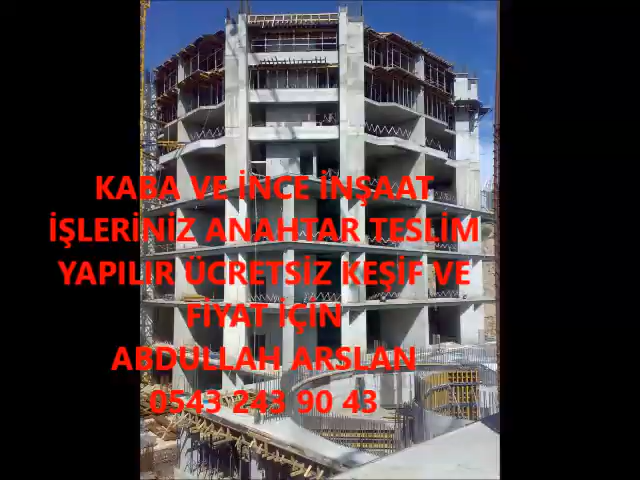 KABA VE İNCE İNŞAAT
İŞLERİNİZ ANAHTAR TESLİM
YAPILIR ÜCRETSİZ KEŞİF VE
FİYAT İÇİN
ABDULLAH ARSLAN
0543 243 90 43